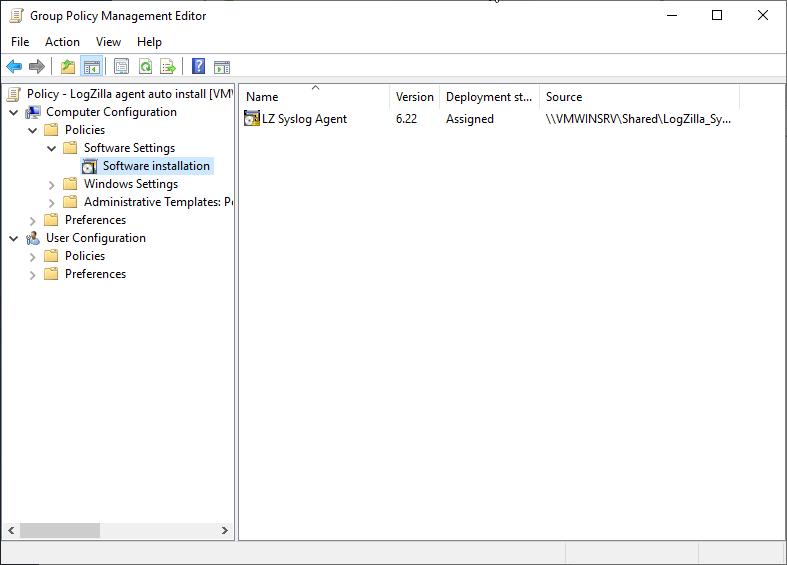 Group Policy Management Editor
File Action View Help
Policy - LogZilla agent auto install [VMW
Computer Configuration
Policies
Software Settings
Software installation
Windows Settings
Administrative Templates: Po
Preferences
User Configuration
Policies
Preferences
Name Version Deployment st... Source
LZ Syslog Agent 6.22 Assigned \\VMWINSRV\Shared\LogZilla_Sy...